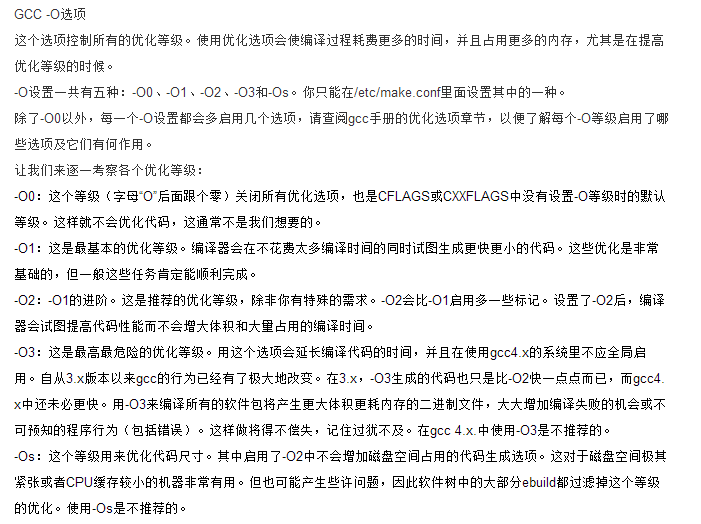 GCC -O选项
这个选项控制所有的优化等级。使用优化选项会使编译过程耗费更多的时间，并且占用更多的内存，尤其是在提高
优化等级的时候。
-O设置一共有五种：-O0、-O1、-O2、-O3和-Os。你只能在/etc/make.conf里面设置其中的一种。
除了-O0以外，每一个-O设置都会多启用几个选项，请查阅gcc手册的优化选项章节，以便了解每个-O等级启用了哪
些选项及它们有何作用。
让我们来逐一考察各个优化等级：
-O0：这个等级（字母“O”后面跟个零）关闭所有优化选项，也是CFLAGS或CXXFLAGS中没有设置-O等级时的默认
等级。这样就不会优化代码，这通常不是我们想要的。
-O1：这是最基本的优化等级。编译器会在不花费太多编译时间的同时试图生成更快更小的代码。这些优化是非常
基础的，但一般这些任务肯定能顺利完成。
-O2：-O1的进阶。这是推荐的优化等级，除非你有特殊的需求。-O2会比-O1启用多一些标记。设置了-O2后，编译
器会试图提高代码性能而不会增大体积和大量占用的编译时间。
-O3：这是最高最危险的优化等级。用这个选项会延长编译代码的时间，并且在使用gcc4.x的系统里不应全局启
用。自从3.x版本以来gcc的行为已经有了极大地改变。在3.x，-O3生成的代码也只是比-O2快一点点而已，而gcc4.
x中还未必更快。用-O3来编译所有的软件包将产生更大体积更耗内存的二进制文件，大大增加编译失败的机会或不
可预知的程序行为（包括错误）。这样做将得不偿失，记住过犹不及。在gcc 4.x.中使用-O3是不推荐的。
-Os：这个等级用来优化代码尺寸。其中启用了-O2中不会增加磁盘空间占用的代码生成选项。这对于磁盘空间极其
紧张或者CPU缓存较小的机器非常有用。但也可能产生些许问题，因此软件树中的大部分ebuild都过滤掉这个等级
的优化。使用-Os是不推荐的。